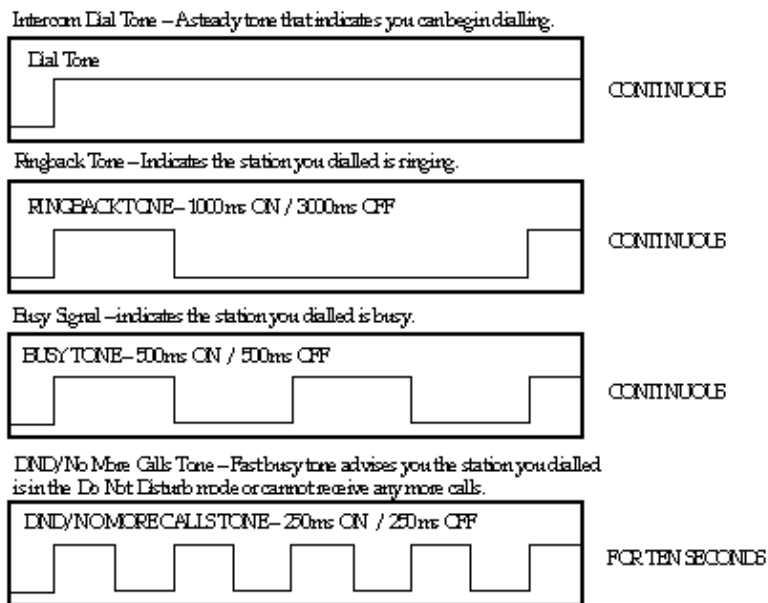 Intercom Dial Tone – A steady tone that indicates you can begin dialling.
Dial Tone
CONTINUOUS
Ringback Tone – Indicates the station you dialled is ringing.
RINGBACK TONE – 1000ms ON / 3000ms OFF
CONTINUOUS
Busy Signal – indicates the station you dialled is busy.
BUSY TONE – 500ms ON / 500ms OFF
CONTINUOUS
DND/No More Calls Tone – Fast busy tone advises you the station you dialled
is in the Do Not Disturb mode or cannot receive any more calls.
DND/NO MORE CALLS TONE – 250ms ON / 250ms OFF
FOR TEN SECONDS